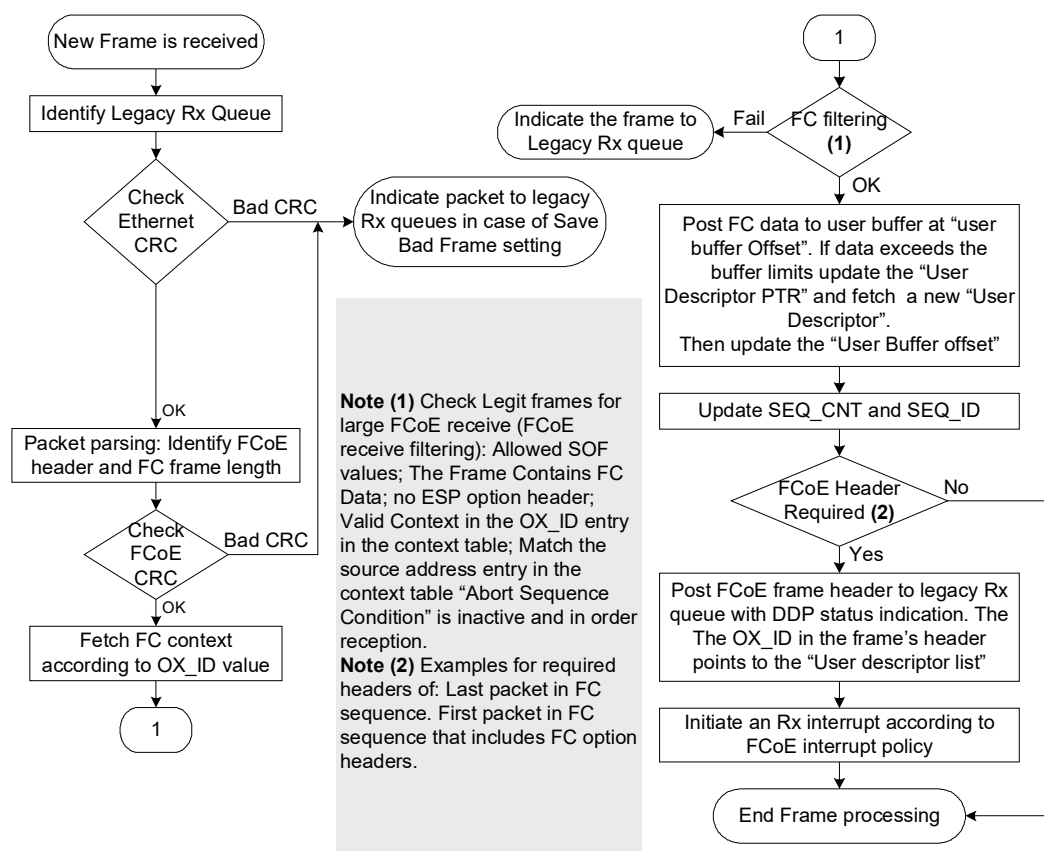 New Frame is received
Identify Legacy Rx Queue
Check
Ethernet
CRC
Bad CRC
Indicate packet to legacy
Rx queues in case of Save
Bad Frame setting
OK
Packet parsing: Identify FCoE
header and FC frame length
Check
FCoE
CRC
Bad CRC
OK
Fetch FC context
according to OX_ID value
1
Note (1) Check Legit frames for
large FCoE receive (FCoE
receive filtering): Allowed SOF
values; The Frame Contains FC
Data; no ESP option header;
Valid Context in the OX_ID entry
in the context table; Match the
source address entry in the
context table “Abort Sequence
Condition” is inactive and in order
reception.
Note (2) Examples for required
headers of: Last packet in FC
sequence. First packet in FC
sequence that includes FC option
headers.
1
FC filtering
(1)
Fail
Indicate the frame to
Legacy Rx queue
OK
Post FC data to user buffer at “user
buffer Offset”. If data exceeds the
buffer limits update the “User
Descriptor PTR” and fetch a new “User
Descriptor”.
Then update the “User Buffer offset”
Update SEQ_CNT and SEQ_ID
FCoE Header
Required (2)
No
Yes
Post FCoE frame header to legacy Rx
queue with DDP status indication. The
The OX_ID in the frame’s header
points to the “User descriptor list”
Initiate an Rx interrupt according to
FCoE interrupt policy
End Frame processing